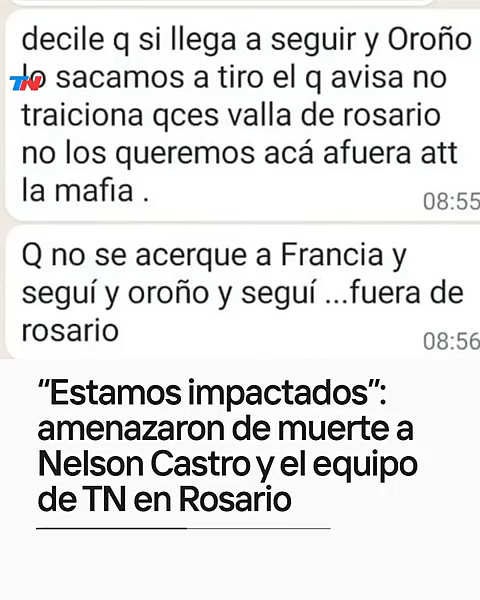 decile q si llega a seguir y Oroño
lo sacamos a tiro el q avisa no
traiciona qces valla de rosario
no los queremos acá afuera att
la mafia .
08:55
TN
Q no se acerque a Francia y
seguí y oroño y seguí ...fuera de
rosario
08:56
“Estamos impactados”:
amenazaron de muerte a
Nelson Castro y el equipo
de TN en Rosario